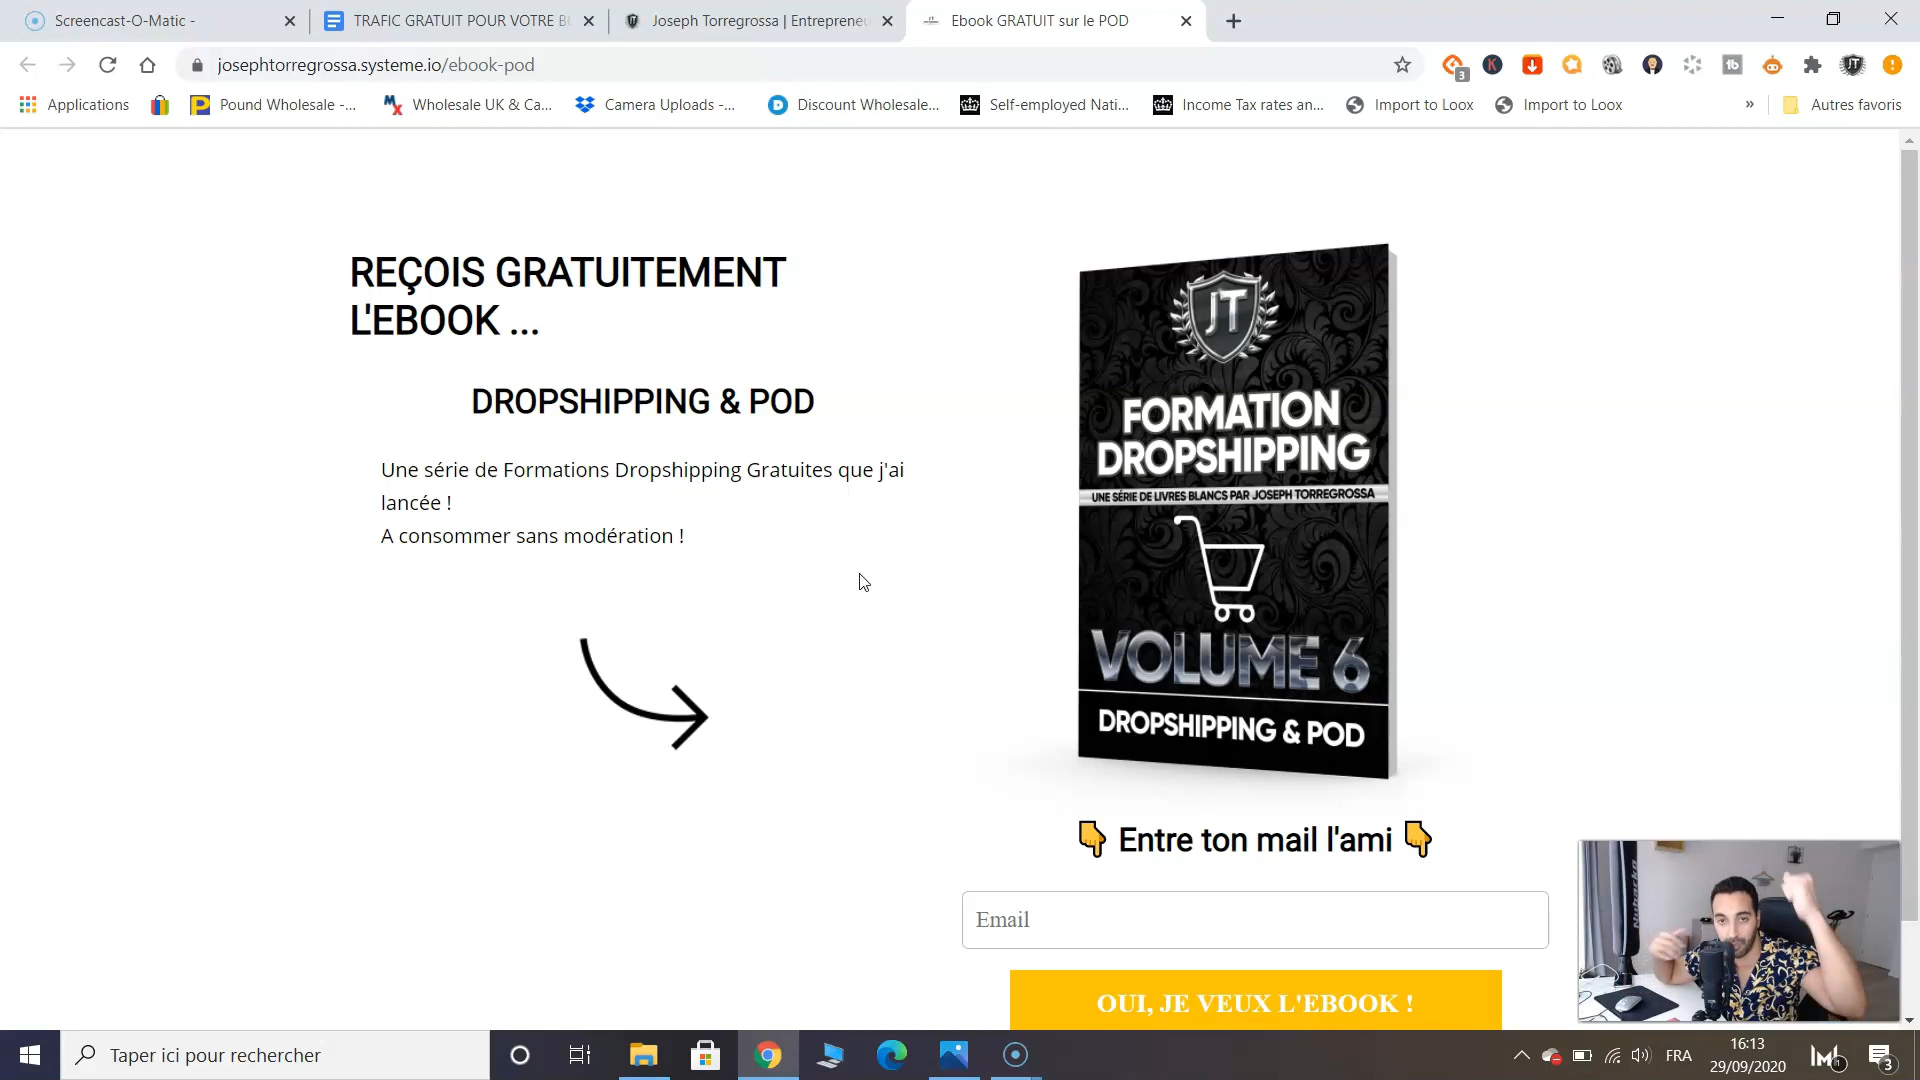 Screencast-O-Matic -
TRAFIC GRATUIT POUR VOTRE B
Joseph Torregrossa | Entrepreneu
Ebook GRATUIT sur le POD
josephtorregrossa.systeme.io/ebook-pod
3
K
JT
Applications
Pound Wholesale -...
Wholesale UK & Ca...
Camera Uploads -...
Discount Wholesale...
Self-employed Nati...
Income Tax rates an...
Import to Loox
Import to Loox
»
Autres favoris
REÇOIS GRATUITEMENT
L'EBOOK ...
DROPSHIPPING & POD
Une série de Formations Dropshipping Gratuites que j'ai
lancée !
A consommer sans modération !
JT
FORMATION
DROPSHIPPING
UNE SÉRIE DE LIVRES BLANCS PAR JOSEPH TORREGROSSA
VOLUME 6
DROPSHIPPING & POD
👇 Entre ton mail l'ami 👇
Email
OUI, JE VEUX L'EBOOK !
Taper ici pour rechercher
FRA
16:13
29/09/2020
1
3